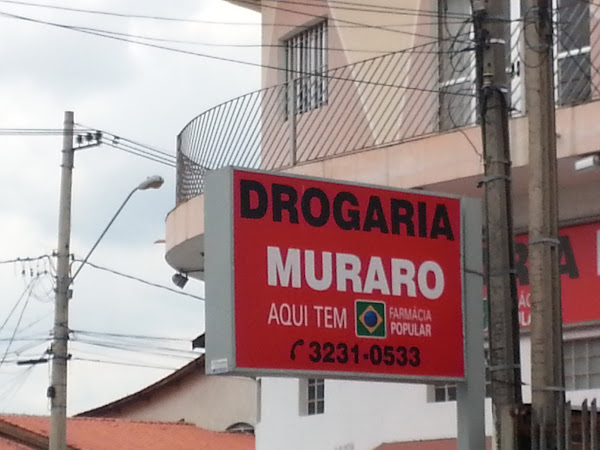 DROGARIA
MURARO
AQUI TEM
FARMÁCIA
POPULAR
3231-0533